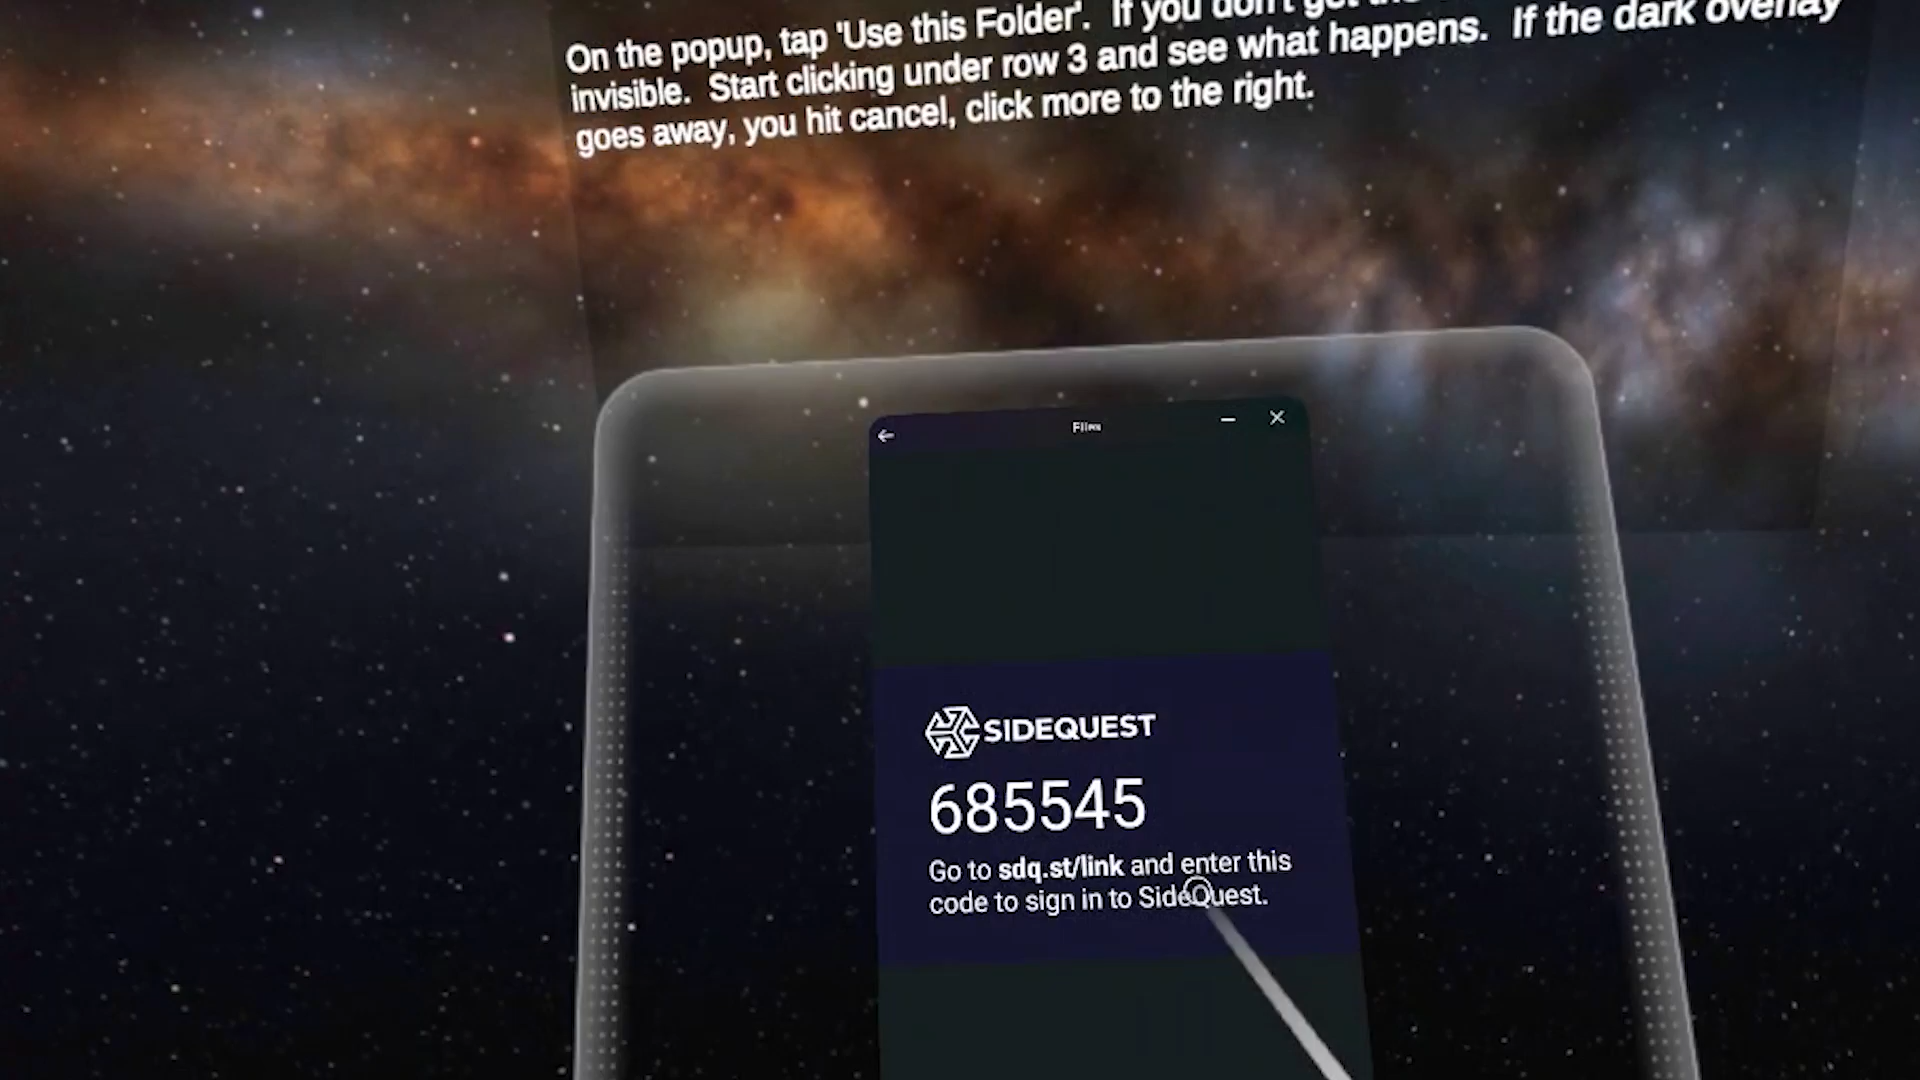 On the popup, tap 'Use this Folder'. If you don't get
invisible. Start clicking under row 3 and see what happens. If the dark overlay
goes away, you hit cancel, click more to the right.
Files
SIDEQUEST
685545
Go to sdq.st/link and enter this
code to sign in to SideQuest.